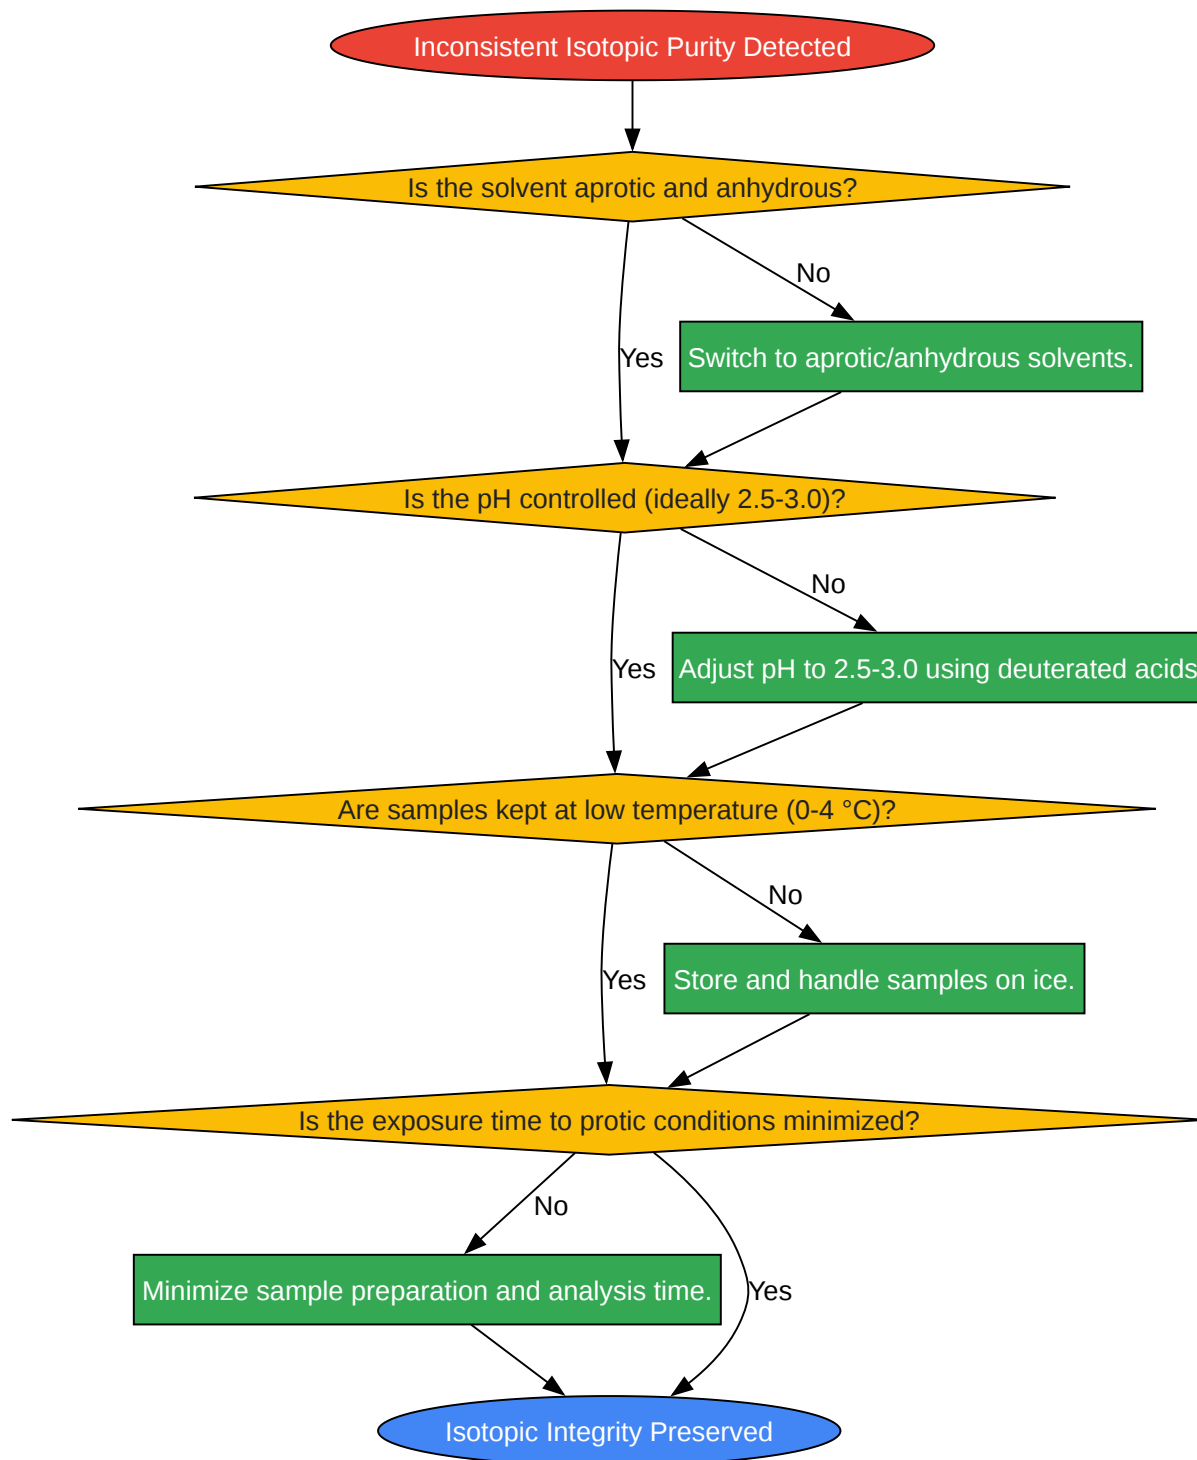 Inconsistent Isotopic Purity Detected
Is the solvent aprotic and anhydrous?
No
Yes
Switch to aprotic/anhydrous solvents.
Is the pH controlled (ideally 2.5-3.0)?
No
Yes
Adjust pH to 2.5-3.0 using deuterated acids
Are samples kept at low temperature (0-4 °C)?
No
Yes
Store and handle samples on ice.
Is the exposure time to protic conditions minimized?
No
Minimize sample preparation and analysis time.
Yes
Isotopic Integrity Preserved